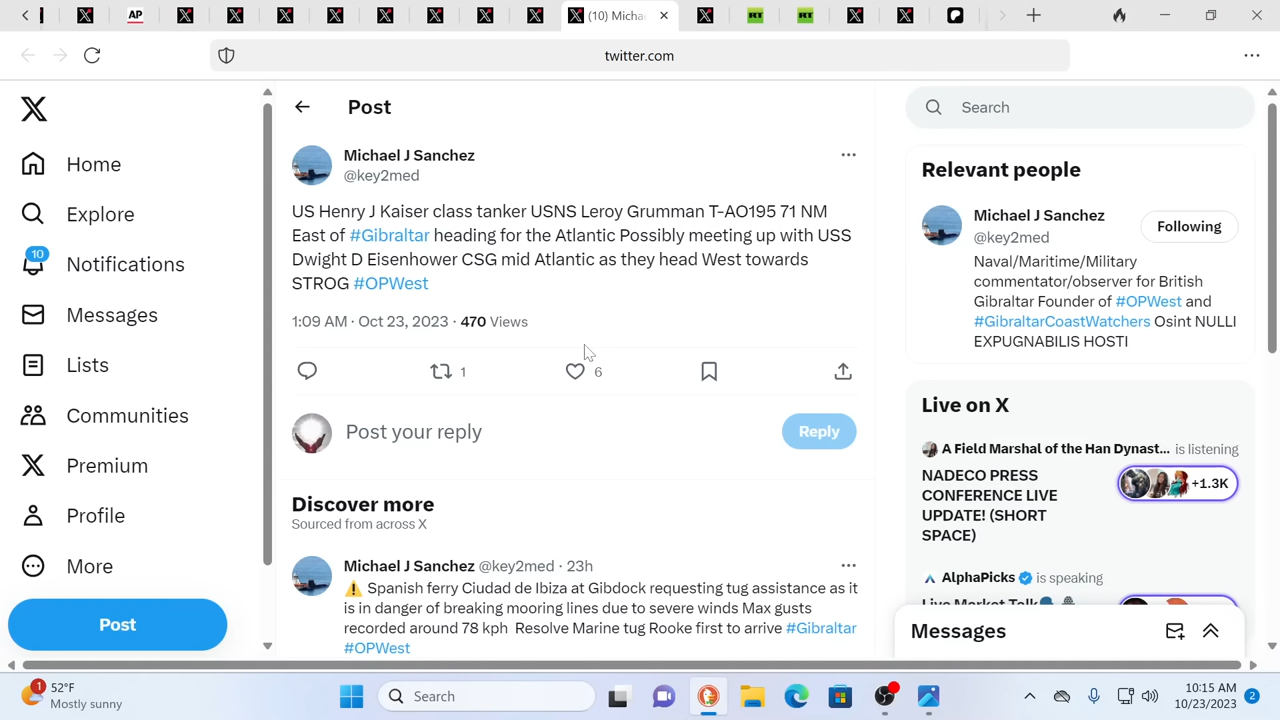 AP
(10) Micha
RT
RT
twitter.com
Home
Explore
10
Notifications
Messages
Lists
Communities
Premium
Profile
More
Post
Post
Michael J Sanchez
@key2med
US Henry J Kaiser class tanker USNS Leroy Grumman T-AO195 71 NM
East of #Gibraltar heading for the Atlantic Possibly meeting up with USS
Dwight D Eisenhower CSG mid Atlantic as they head West towards
STROG #OPWest
1:09 AM · Oct 23, 2023 · 470 Views
1
6
Post your reply
Reply
Discover more
Sourced from across X
Michael J Sanchez @key2med · 23h
⚠️ Spanish ferry Ciudad de Ibiza at Gibdock requesting tug assistance as it
is in danger of breaking mooring lines due to severe winds Max gusts
recorded around 78 kph Resolve Marine tug Rooke first to arrive #Gibraltar
#OPWest
Search
Relevant people
Michael J Sanchez
@key2med
Following
Naval/Maritime/Military
commentator/observer for British
Gibraltar Founder of #OPWest and
#GibraltarCoastWatchers Osint NULLI
EXPUGNABILIS HOSTI
Live on X
A Field Marshal of the Han Dynast... is listening
NADECO PRESS
CONFERENCE LIVE
UPDATE! (SHORT
SPACE)
+1.3K
AlphaPicks is speaking
Live Market Talk
Messages
1
52°F
Mostly sunny
Search
10:15 AM
10/23/2023
2